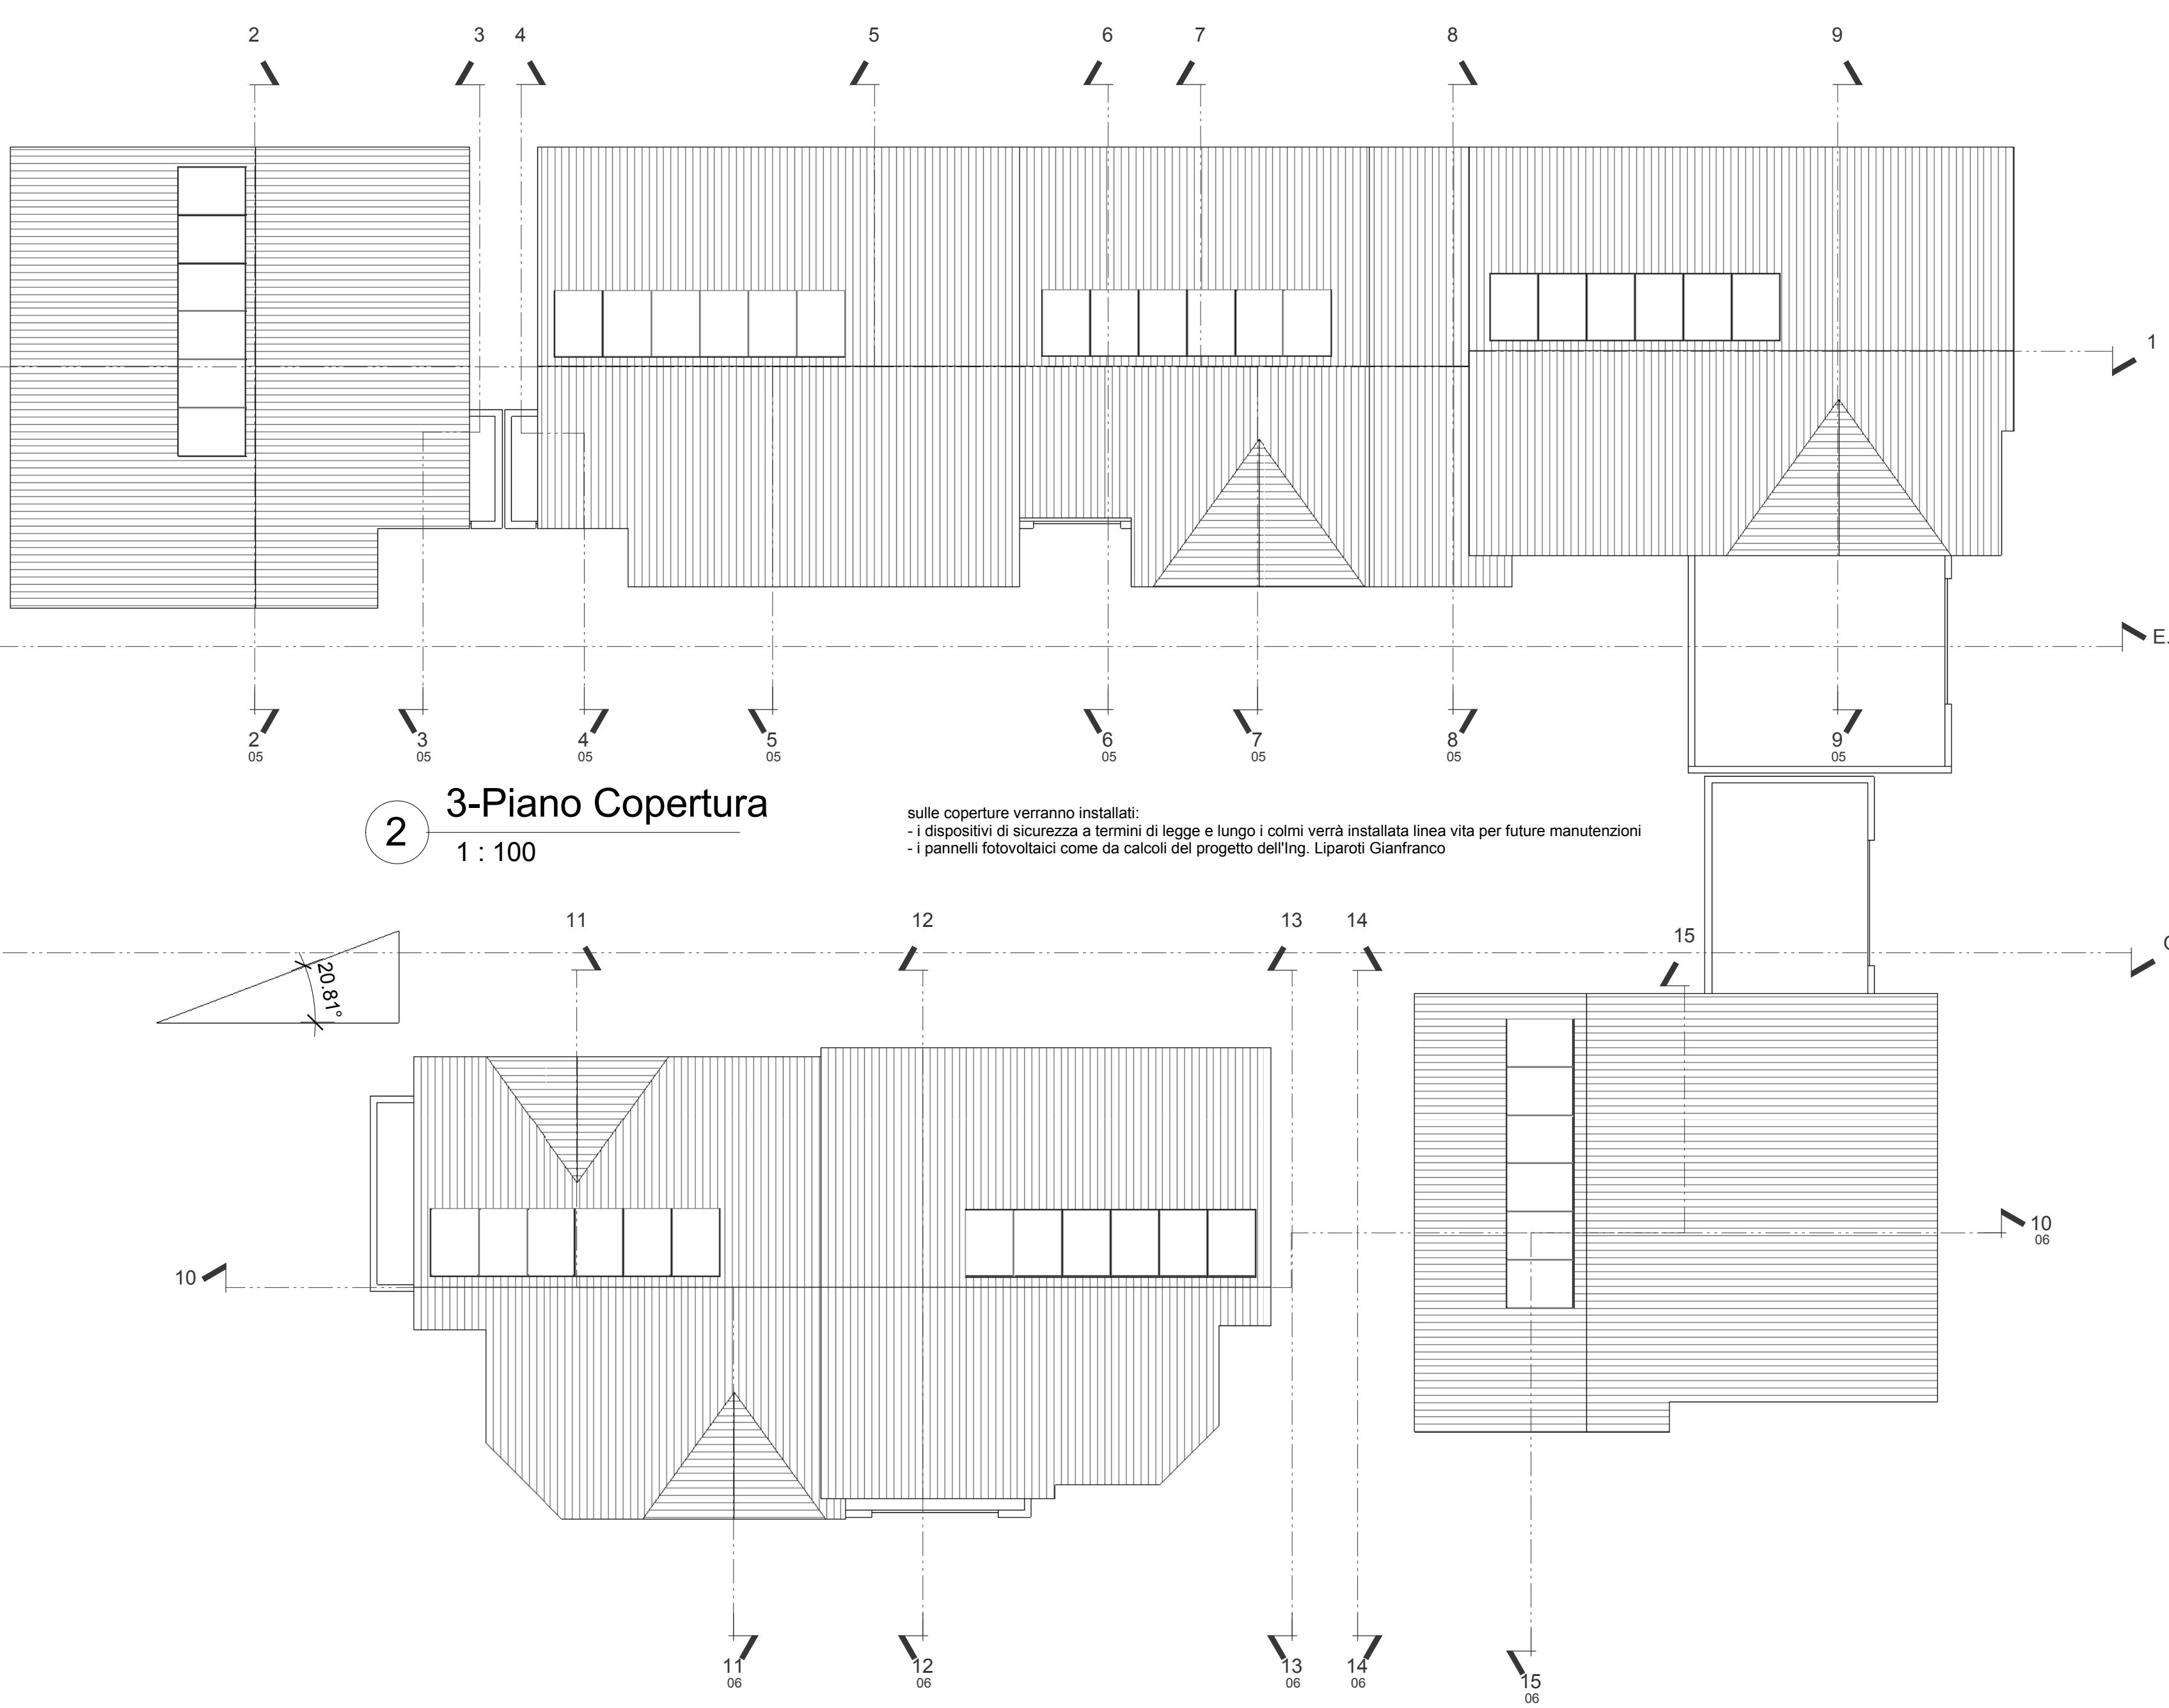 2 3 4 5 6 7 8 9
1
E.
2 3 4 5 6 7 8 9
05 05 05 05 05 05 05 05
3-Piano Copertura
2
1 : 100
sulle coperture verranno installati:
- i dispositivi di sicurezza a termini di legge e lungo i colmi verrà installata linea vita per future manutenzioni
- i pannelli fotovoltaici come da calcoli del progetto dell'Ing. Liparoti Gianfranco
11 12 13 14 15
20.81°
10
06
10
11 12 13 14 15
06 06 06 06 06